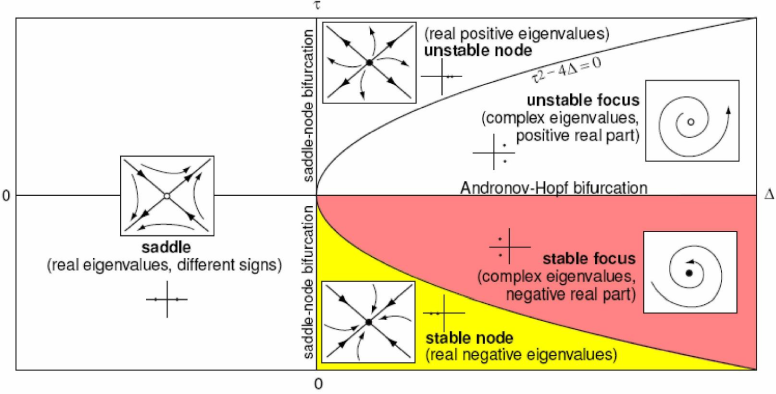 τ
(real positive eigenvalues)
unstable node
saddle-node bifurcation
τ²−4Δ=0
unstable focus
(complex eigenvalues,
positive real part)
0
Andronov-Hopf bifurcation
Δ
saddle
(real eigenvalues, different signs)
saddle-node bifurcation
stable focus
(complex eigenvalues,
negative real part)
stable node
(real negative eigenvalues)
0